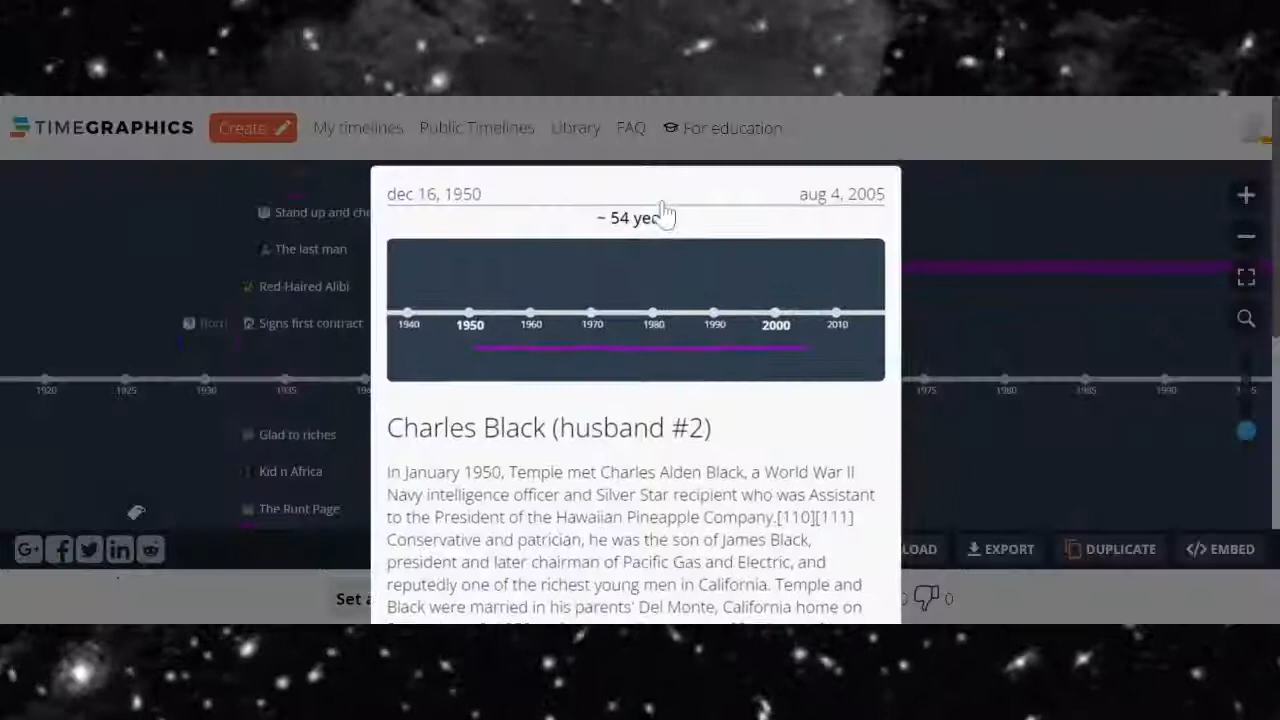 TIMEGRAPHICS
Create
My timelines
Public Timelines
Library
FAQ
For education
dec 16, 1950
aug 4, 2005
~ 54
Stand up and
The last man
Red-Haired Alibi
born
Signs first contract
1940
1950
1960
1970
1980
1990
2000
2010
1920
1925
1930
1935
1975
1980
1985
1990
Charles Black (husband #2)
Glad to riches
Kid n Africa
The Runt Page
In January 1950, Temple met Charles Alden Black, a World War II
Navy intelligence officer and Silver Star recipient who was Assistant
to the President of the Hawaiian Pineapple Company.[110][111]
Conservative and patrician, he was the son of James Black,
president and later chairman of Pacific Gas and Electric, and
reputedly one of the richest young men in California. Temple and
Black were married in his parents' Del Monte, California home on
G+
in
LOAD
EXPORT
DUPLICATE
</> EMBED
Set a
0